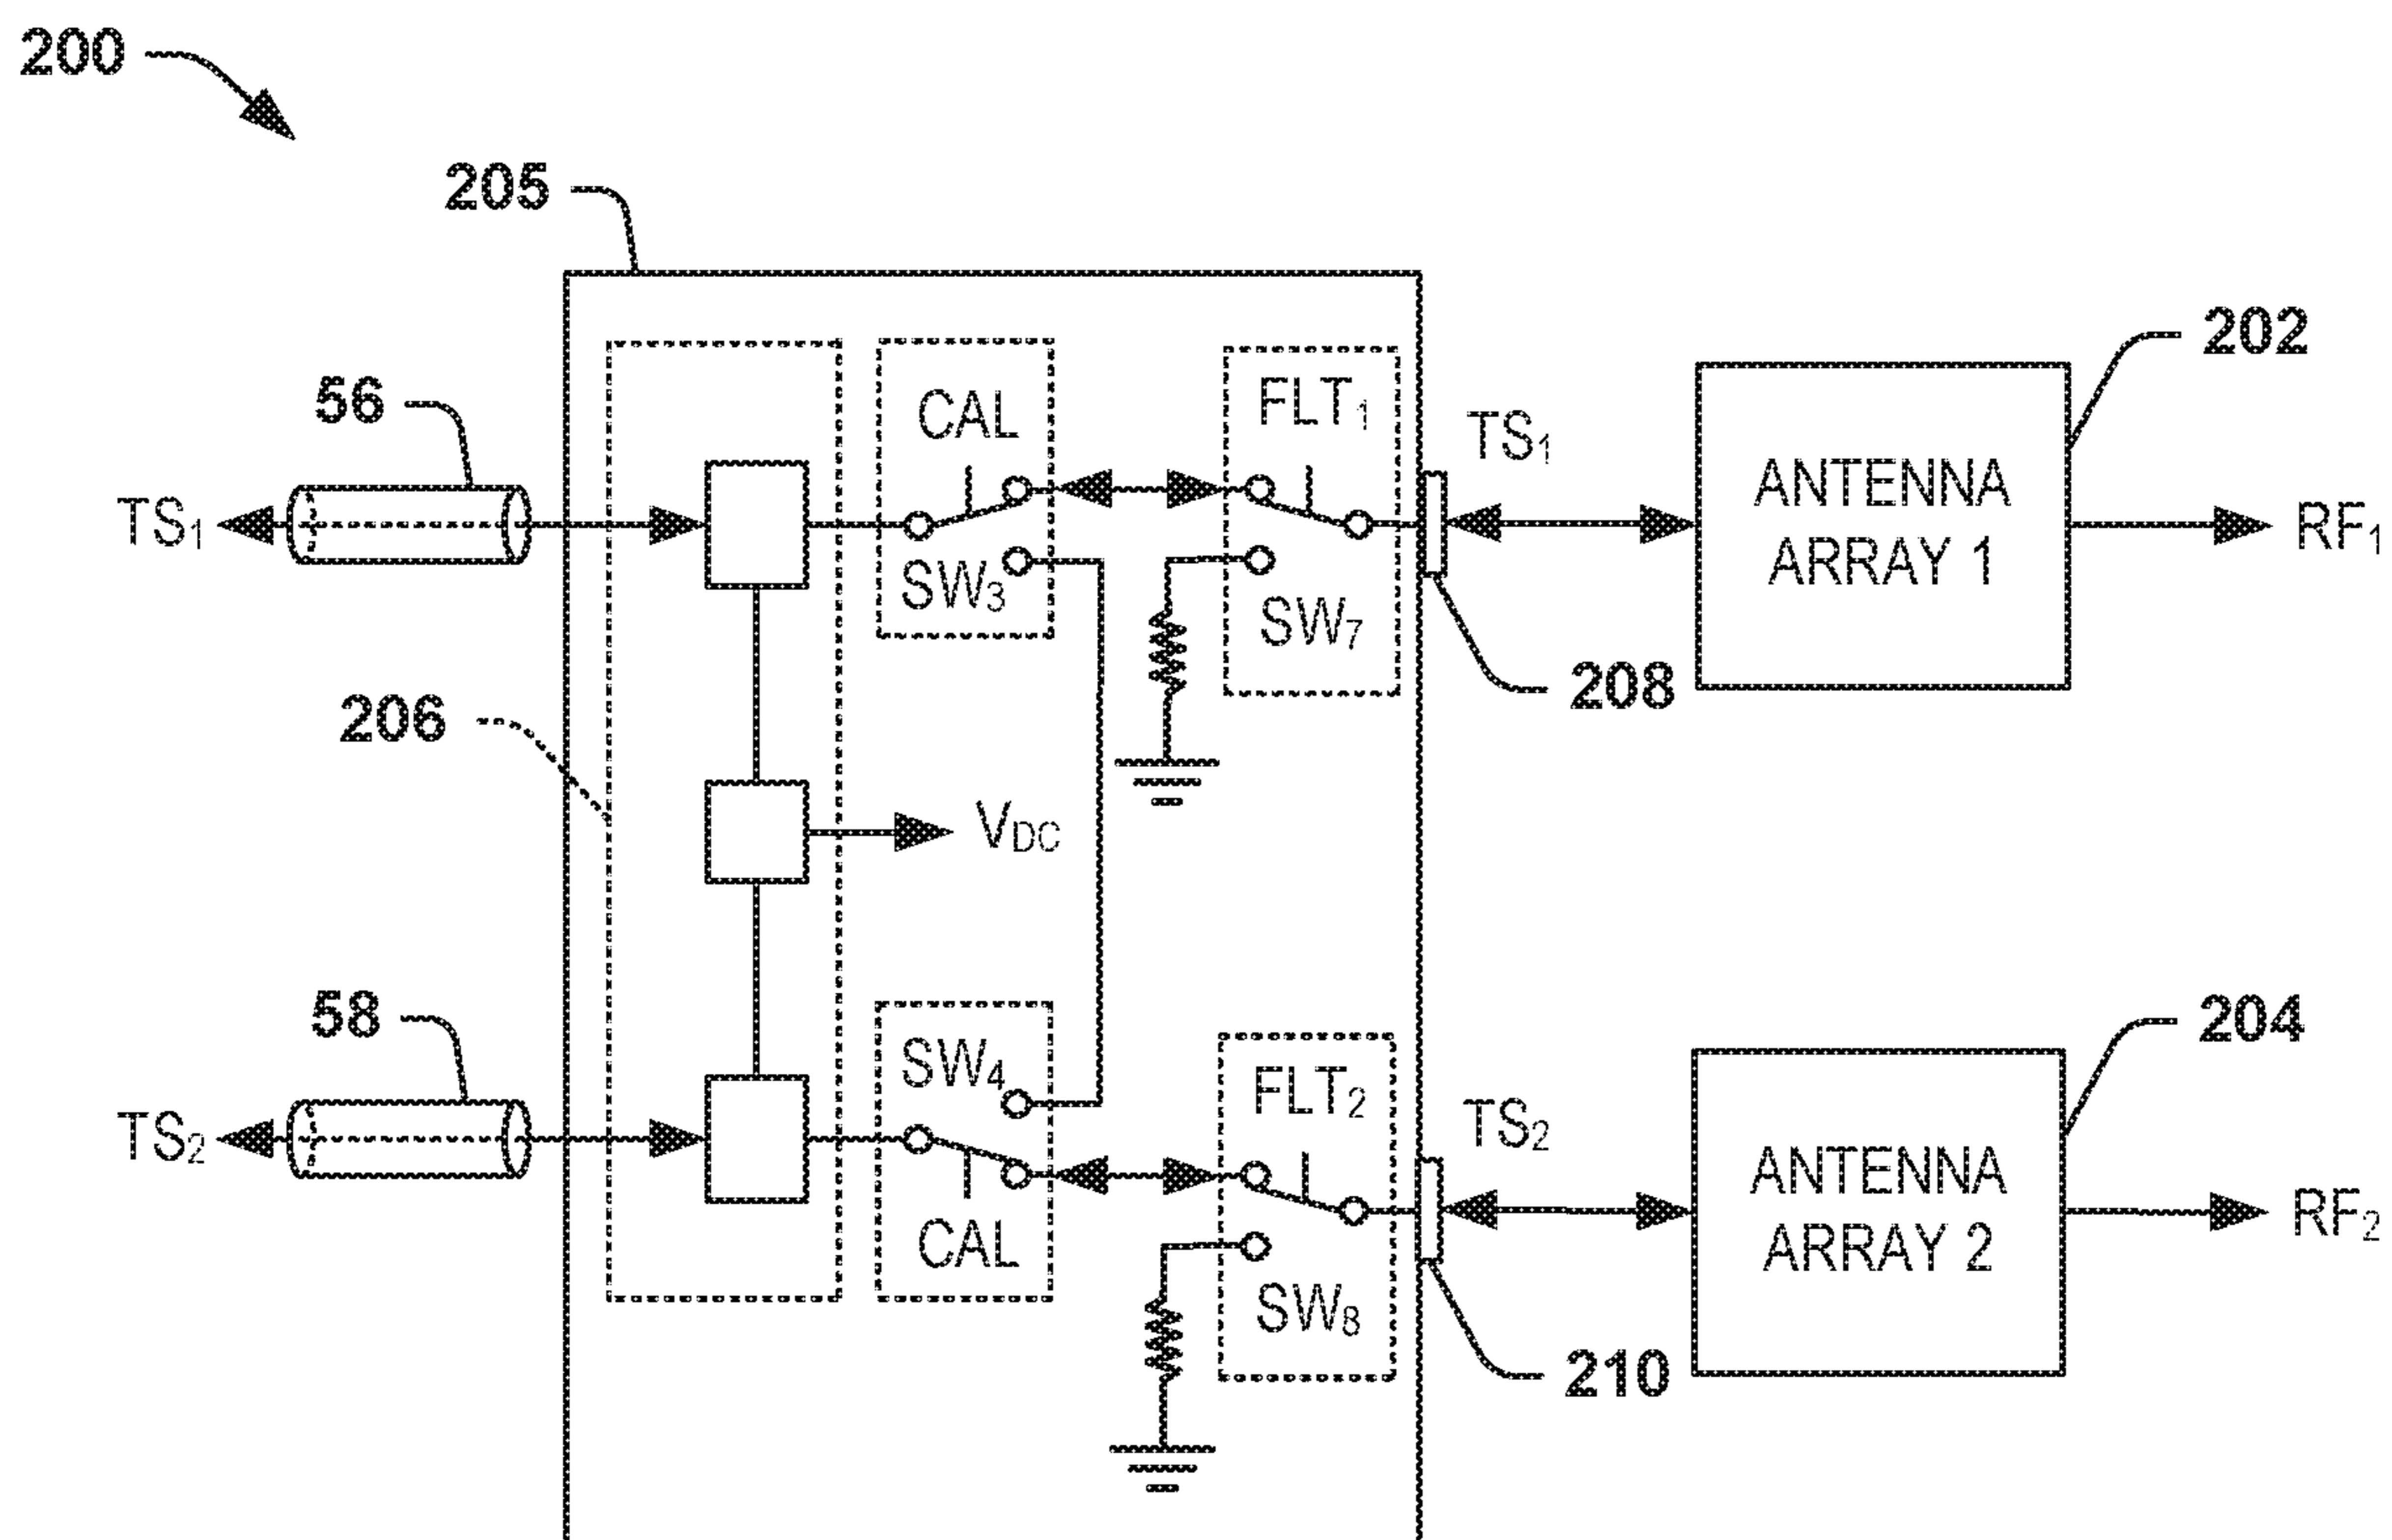 200
205
202
56
CAL
FLT₁
TS₁
ANTENNA
ARRAY 1
TS₁
RF₁
SW₃
SW₇
208
206
V_DC
58
SW₄
204
FLT₂
TS₂
TS₂
ANTENNA
ARRAY 2
RF₂
CAL
SW₈
210